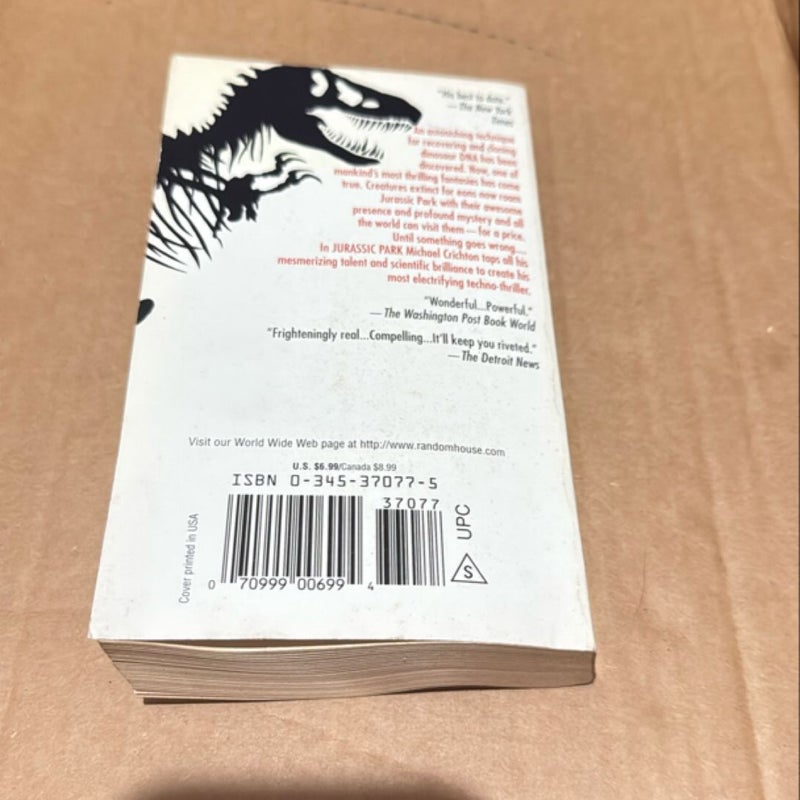 "His best to date."
— The New York
Times
An astonishing technique
for recovering and cloning
dinosaur DNA has been
discovered. Now, one of
mankind's most thrilling fantasies has come
true. Creatures extinct for eons now roam
Jurassic Park with their awesome
presence and profound mystery and all
the world can visit them — for a price.
Until something goes wrong....
In JURASSIC PARK Michael Crichton taps all his
mesmerizing talent and scientific brilliance to create his
most electrifying techno-thriller.
"Wonderful...Powerful."
— The Washington Post Book World
"Frighteningly real...Compelling...It'll keep you riveted."
— The Detroit News
Visit our World Wide Web page at http://www.randomhouse.com
U.S. $6.99/Canada $8.99
ISBN 0-345-37077-5
37077
0 70999 00699 4
UPC
S
Cover printed in USA